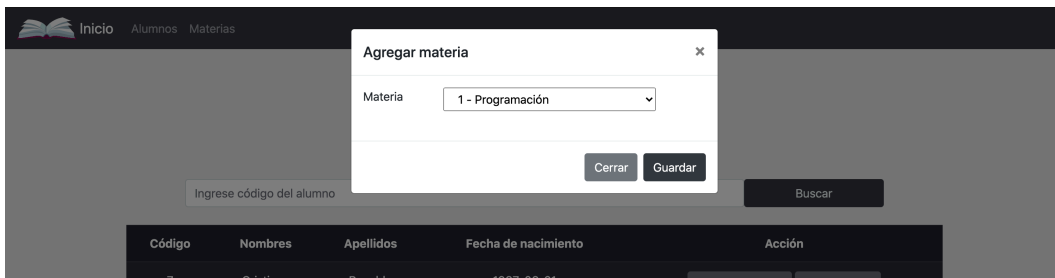 Inicio Alumnos Materias
Agregar materia ×
Materia 1 - Programación
Cerrar Guardar
Ingrese código del alumno Buscar
Código Nombres Apellidos Fecha de nacimiento Acción